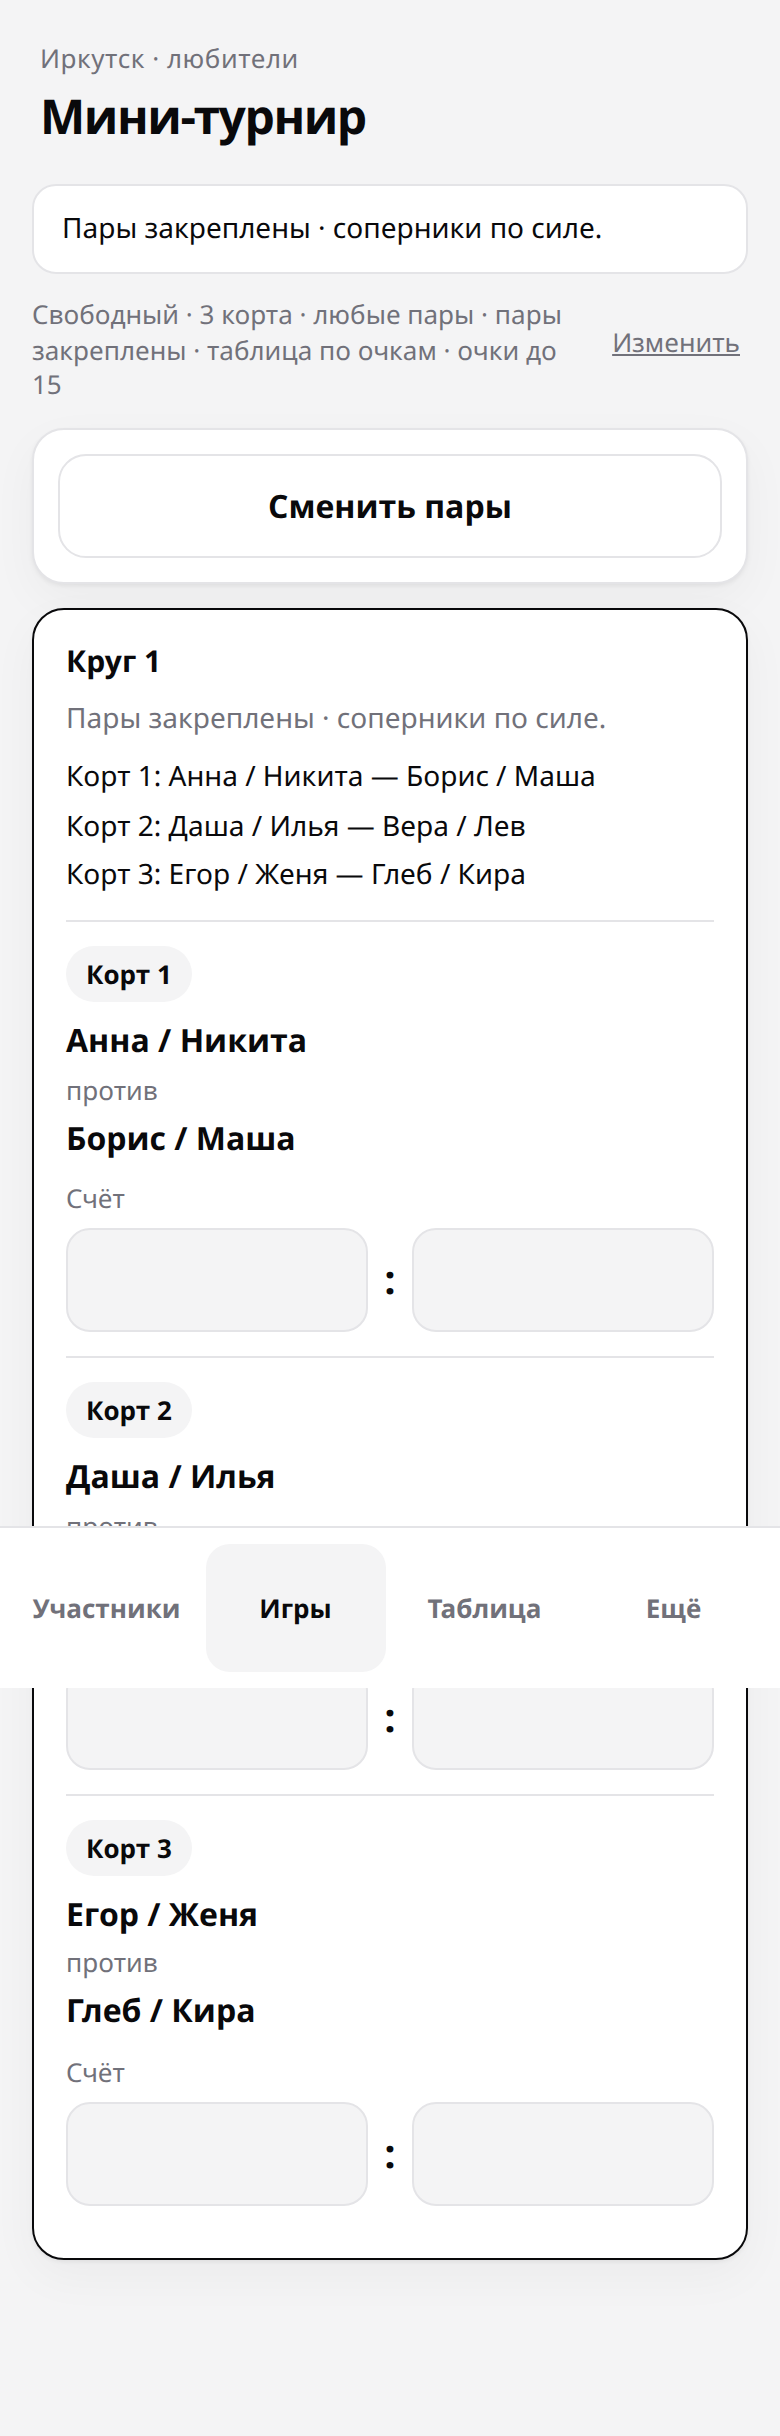 Иркутск · любители
Мини-турнир
Пары закреплены · соперники по силе.
Свободный · 3 корта · любые пары · пары
закреплены · таблица по очкам · очки до
15
Изменить
Сменить пары
Круг 1
Пары закреплены · соперники по силе.
Корт 1: Анна / Никита — Борис / Маша
Корт 2: Даша / Илья — Вера / Лев
Корт 3: Егор / Женя — Глеб / Кира
Корт 1
Анна / Никита
против
Борис / Маша
Счёт
:
Корт 2
Даша / Илья
против
Участники
Игры
Таблица
Ещё
:
Корт 3
Егор / Женя
против
Глеб / Кира
Счёт
: